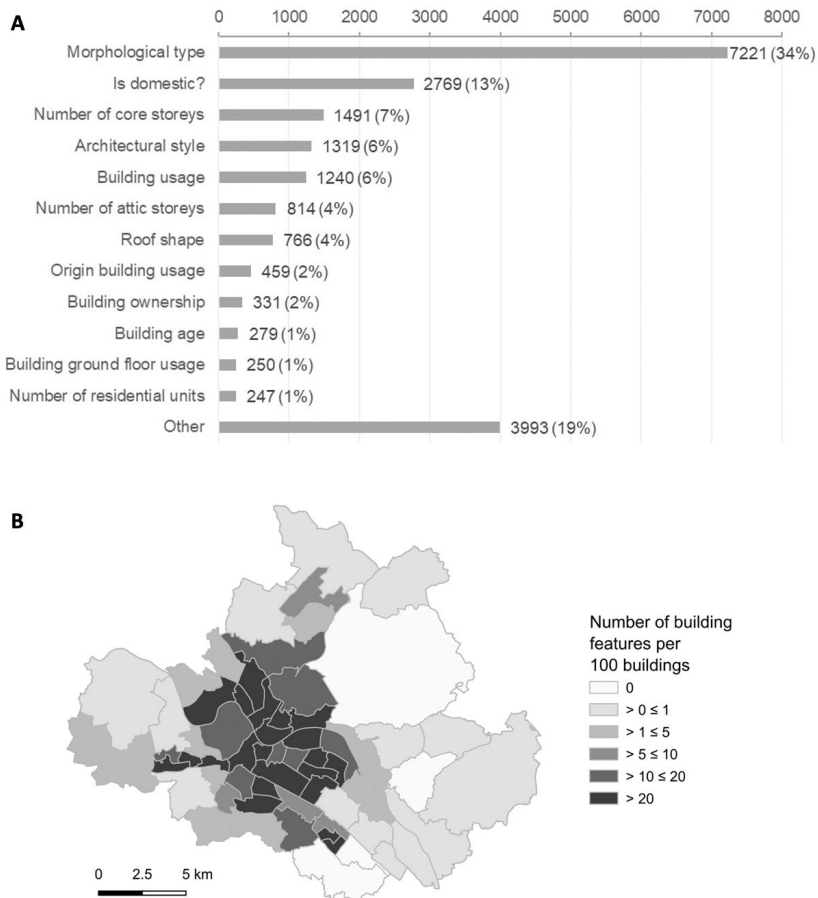 A
0 1000 2000 3000 4000 5000 6000 7000 8000
Morphological type 7221 (34%)
Is domestic? 2769 (13%)
Number of core storeys 1491 (7%)
Architectural style 1319 (6%)
Building usage 1240 (6%)
Number of attic storeys 814 (4%)
Roof shape 766 (4%)
Origin building usage 459 (2%)
Building ownership 331 (2%)
Building age 279 (1%)
Building ground floor usage 250 (1%)
Number of residential units 247 (1%)
Other 3993 (19%)
B
Number of building
features per
100 buildings
0
> 0 ≤ 1
> 1 ≤ 5
> 5 ≤ 10
> 10 ≤ 20
> 20
0 2.5 5 km